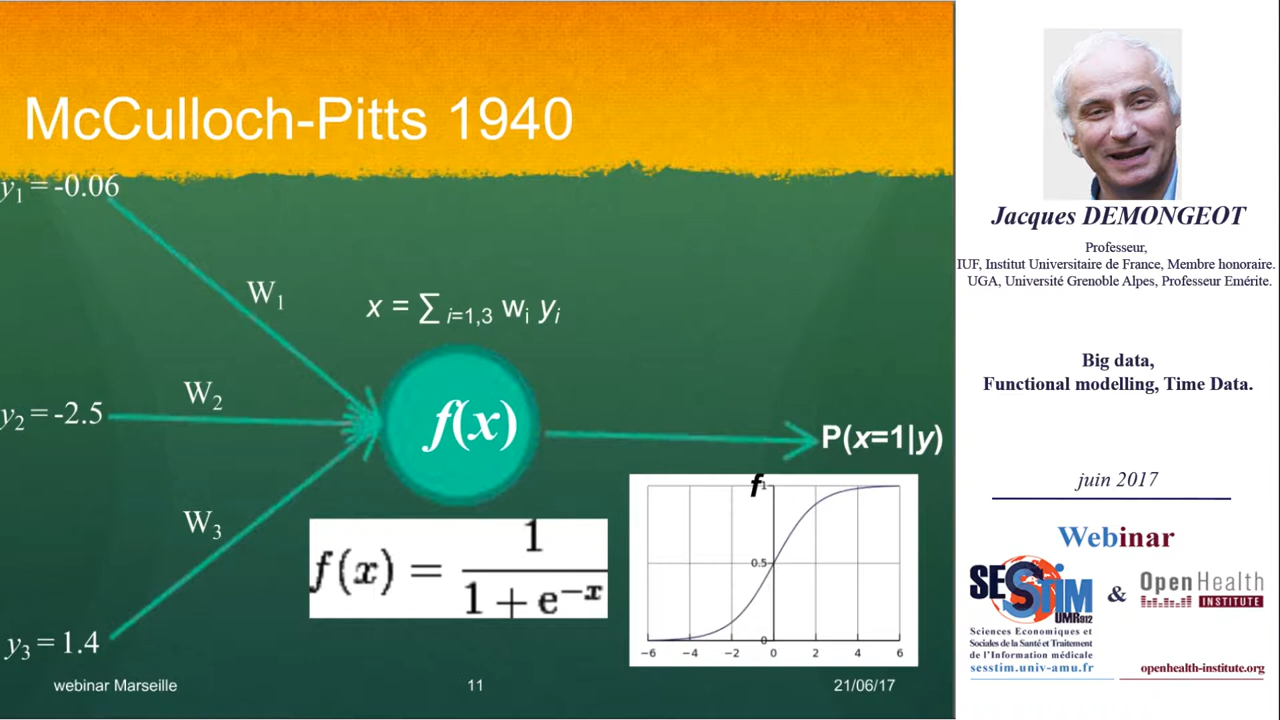 McCulloch-Pitts 1940
y1 = -0.06
W1
x = ∑ i=1,3 wi yi
W2
y2 = -2.5
f(x)
P(x=1|y)
W3
f(x) = 1 / (1 + e^-x)
f
1
0.5
0
−6 −4 −2 0 2 4 6
y3 = 1.4
webinar Marseille
11
21/06/17
Jacques DEMONGEOT
Professeur,
IUF, Institut Universitaire de France, Membre honoraire.
UGA, Université Grenoble Alpes, Professeur Emérite.
Big data,
Functional modelling, Time Data.
juin 2017
Webinar
SESSTIM
UMR912
&
OpenHealth
INSTITUTE
Sciences Economiques et
Sociales de la Santé et Traitement
de l'Information médicale
sesstim.univ-amu.fr
openhealth-institute.org